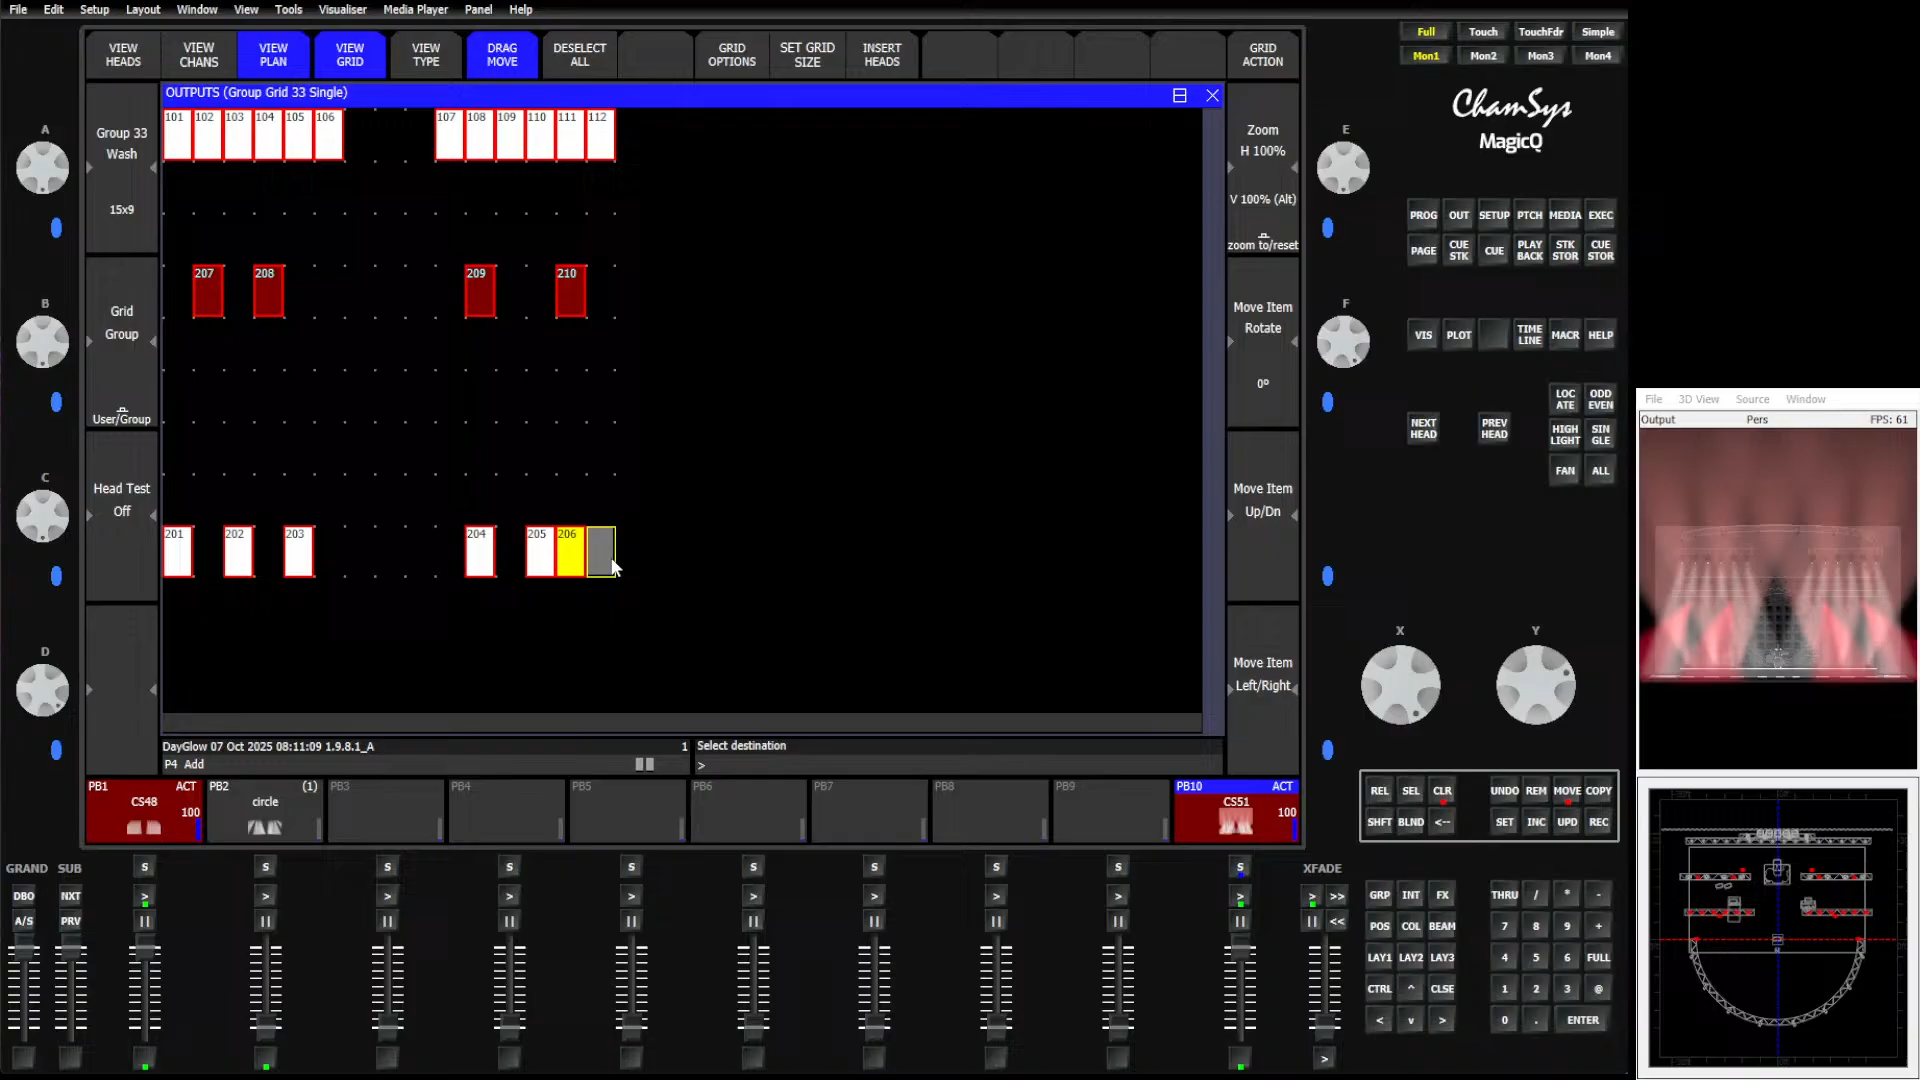 File Edit Setup Layout Window View Tools Visualiser Media Player Panel Help
VIEW HEADS
VIEW CHANS
VIEW PLAN
VIEW GRID
VIEW TYPE
DRAG MOVE
DESELECT ALL
GRID OPTIONS
SET GRID SIZE
INSERT HEADS
GRID ACTION
Full Touch TouchFdr Simple
Mon1 Mon2 Mon3 Mon4
OUTPUTS (Group Grid 33 Single)
ChamSys
MagicQ
A
B
C
D
E
F
Group 33
Wash
15x9
Grid
Group
User/Group
Head Test
Off
101 102 103 104 105 106 107 108 109 110 111 112
207 208 209 210
201 202 203 204 205 206
Zoom
H 100%
V 100% (Alt)
zoom to/reset
Move Item
Rotate
0º
Move Item
Up/Dn
Move Item
Left/Right
PROG OUT SETUP PTCH MEDIA EXEC
PAGE CUE STK CUE PLAY BACK STK STOR CUE STOR
VIS PLOT TIME LINE MACR HELP
LOC ATE ODD EVEN
NEXT HEAD PREV HEAD HIGH LIGHT SIN GLE
FAN ALL
X Y
File 3D View Source Window
Output Pers FPS: 61
DayGlow 07 Oct 2025 08:11:09 1.9.8.1_A 1
P4 Add
Select destination
>
PB1 ACT
CS48
100
PB2 (1)
circle
PB3
PB4
PB5
PB6
PB7
PB8
PB9
PB10 ACT
CS51
100
REL SEL CLR UNDO REM MOVE COPY
SHFT BLND <-- SET INC UPD REC
GRAND SUB
DBO NXT
A/S PRV
S S S S S S S S S S
> > > > > > > > > >
XFADE
> >>
<<
>
GRP INT FX THRU / * -
POS COL BEAM 7 8 9 +
LAY1 LAY2 LAY3 4 5 6 FULL
CTRL ^ CLSE 1 2 3 @
< v > 0 . ENTER